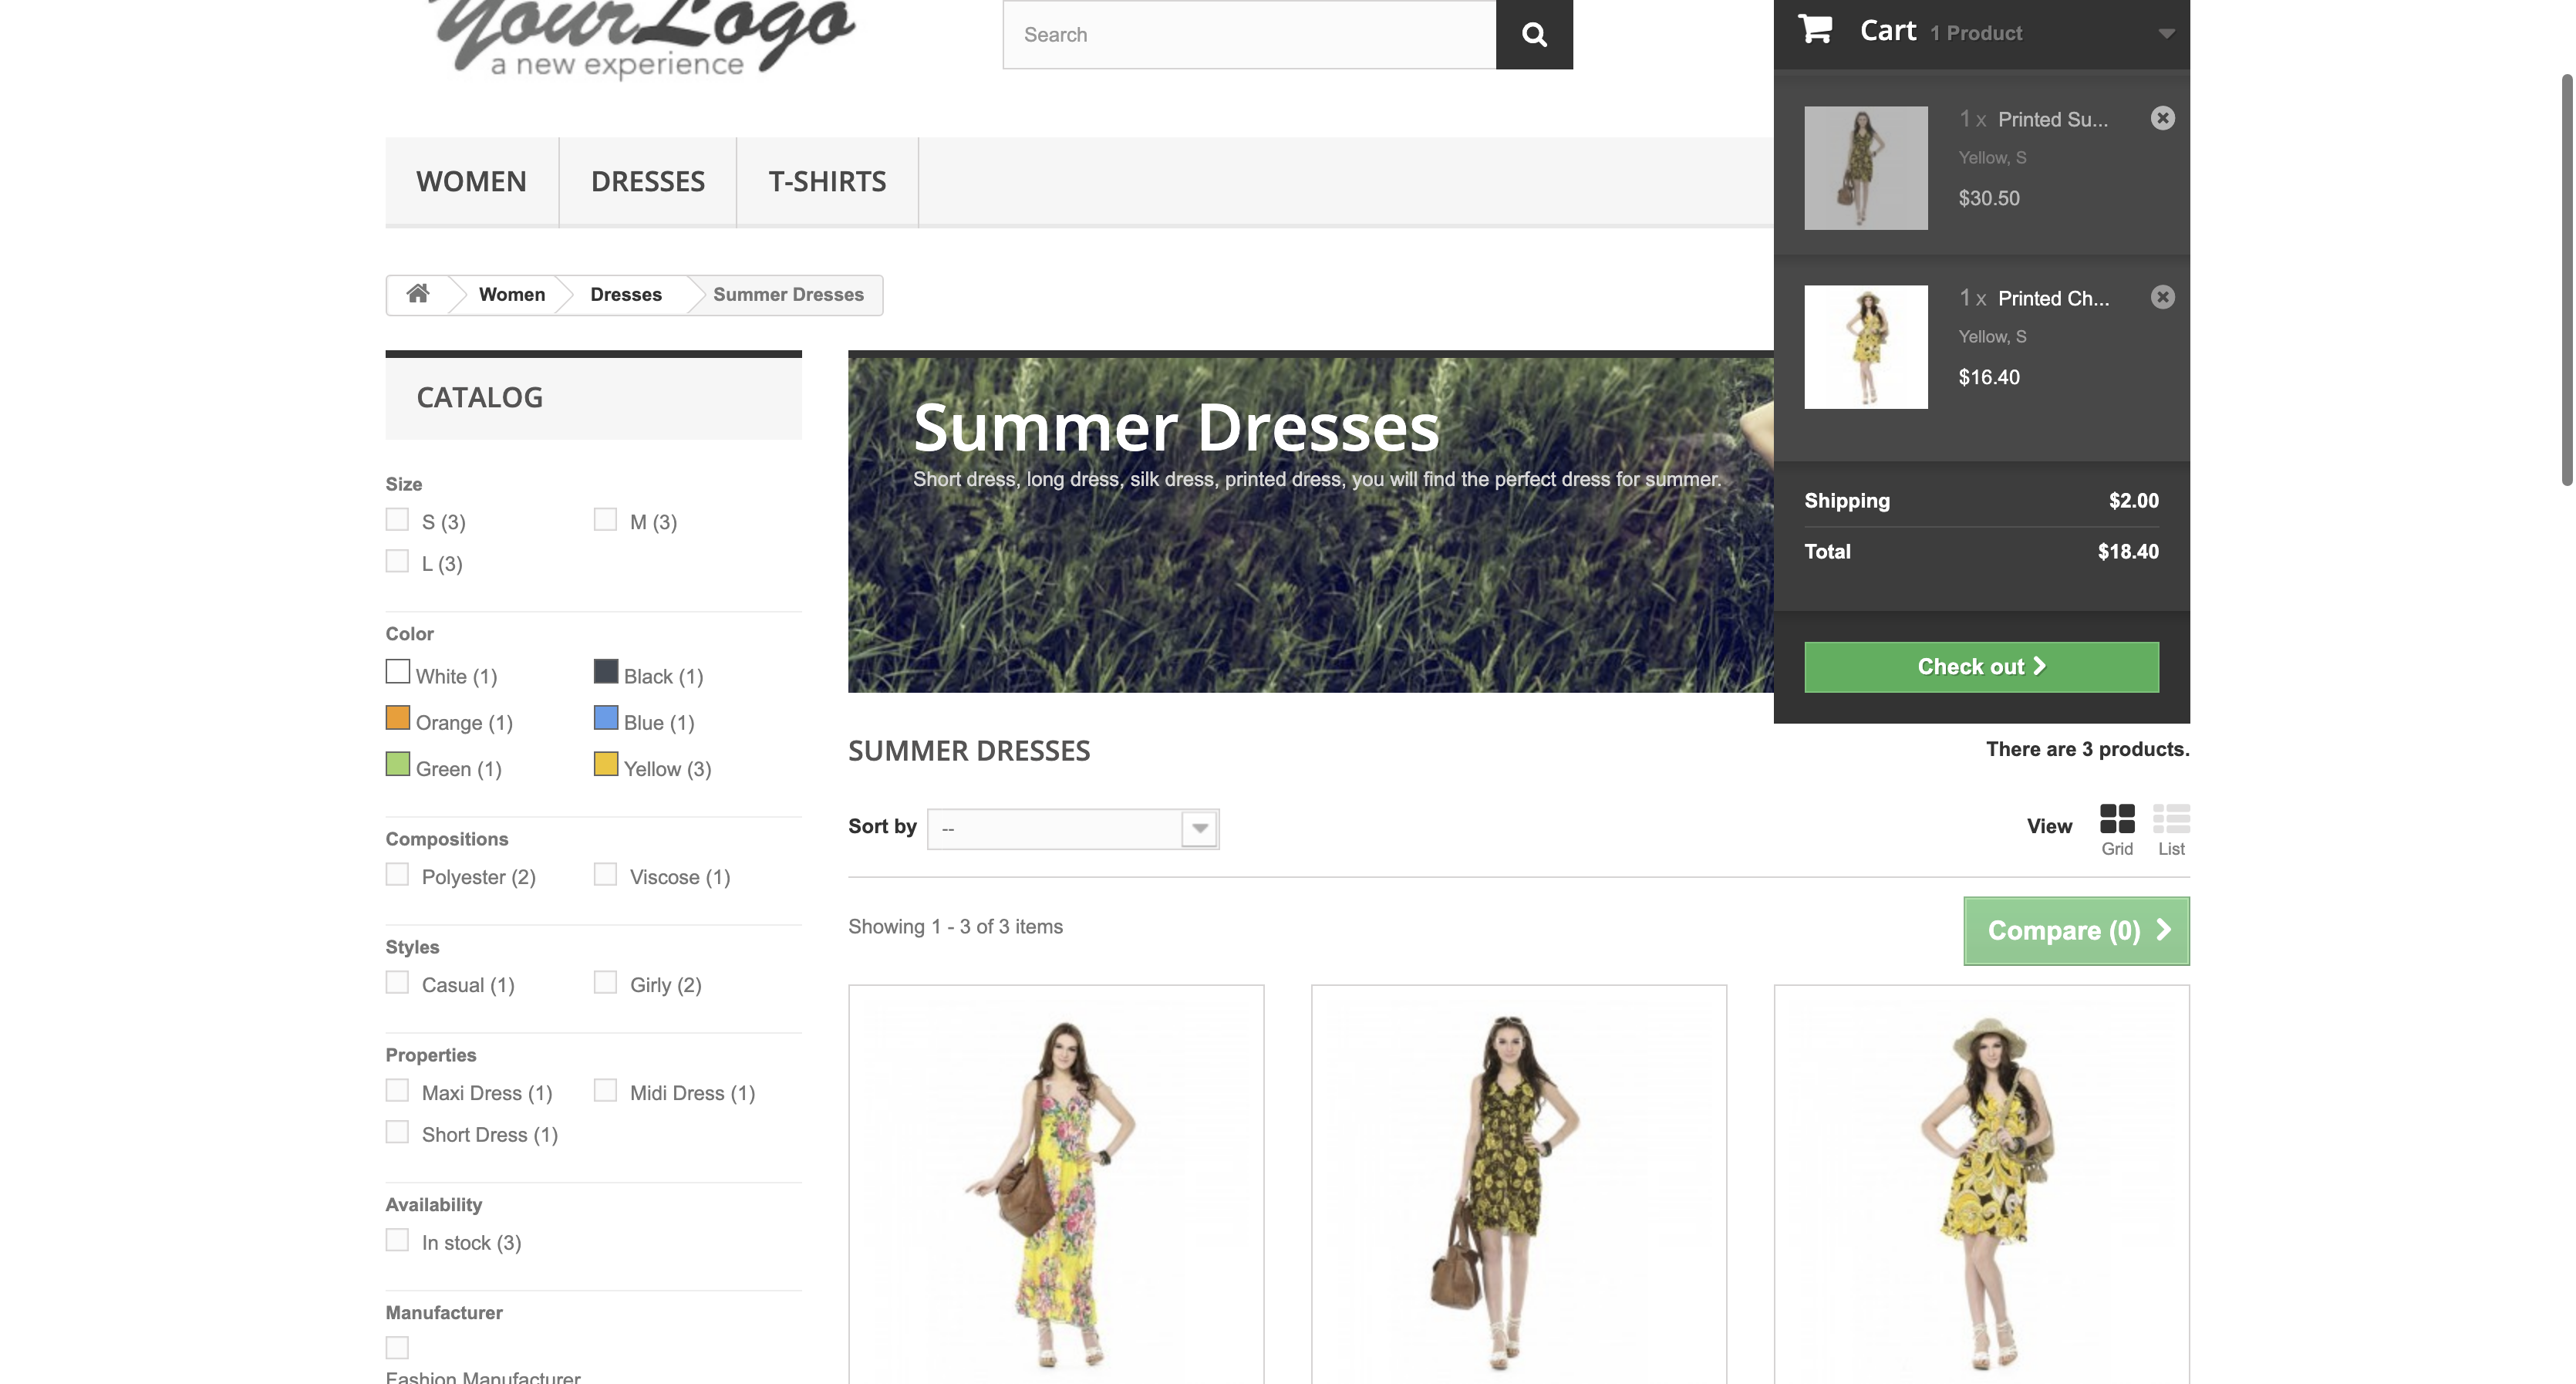 YourLogo
a new experience
Search
Cart 1 Product
1 x Printed Su...
Yellow, S
$30.50
1 x Printed Ch...
Yellow, S
$16.40
Shipping $2.00
Total $18.40
Check out
WOMEN DRESSES T-SHIRTS
Women Dresses Summer Dresses
CATALOG
Size
S (3) M (3)
L (3)
Color
White (1) Black (1)
Orange (1) Blue (1)
Green (1) Yellow (3)
Compositions
Polyester (2) Viscose (1)
Styles
Casual (1) Girly (2)
Properties
Maxi Dress (1) Midi Dress (1)
Short Dress (1)
Availability
In stock (3)
Manufacturer
Fashion Manufacturer
Summer Dresses
Short dress, long dress, silk dress, printed dress, you will find the perfect dress for summer.
SUMMER DRESSES There are 3 products.
Sort by -- View
Grid List
Showing 1 - 3 of 3 items
Compare (0)